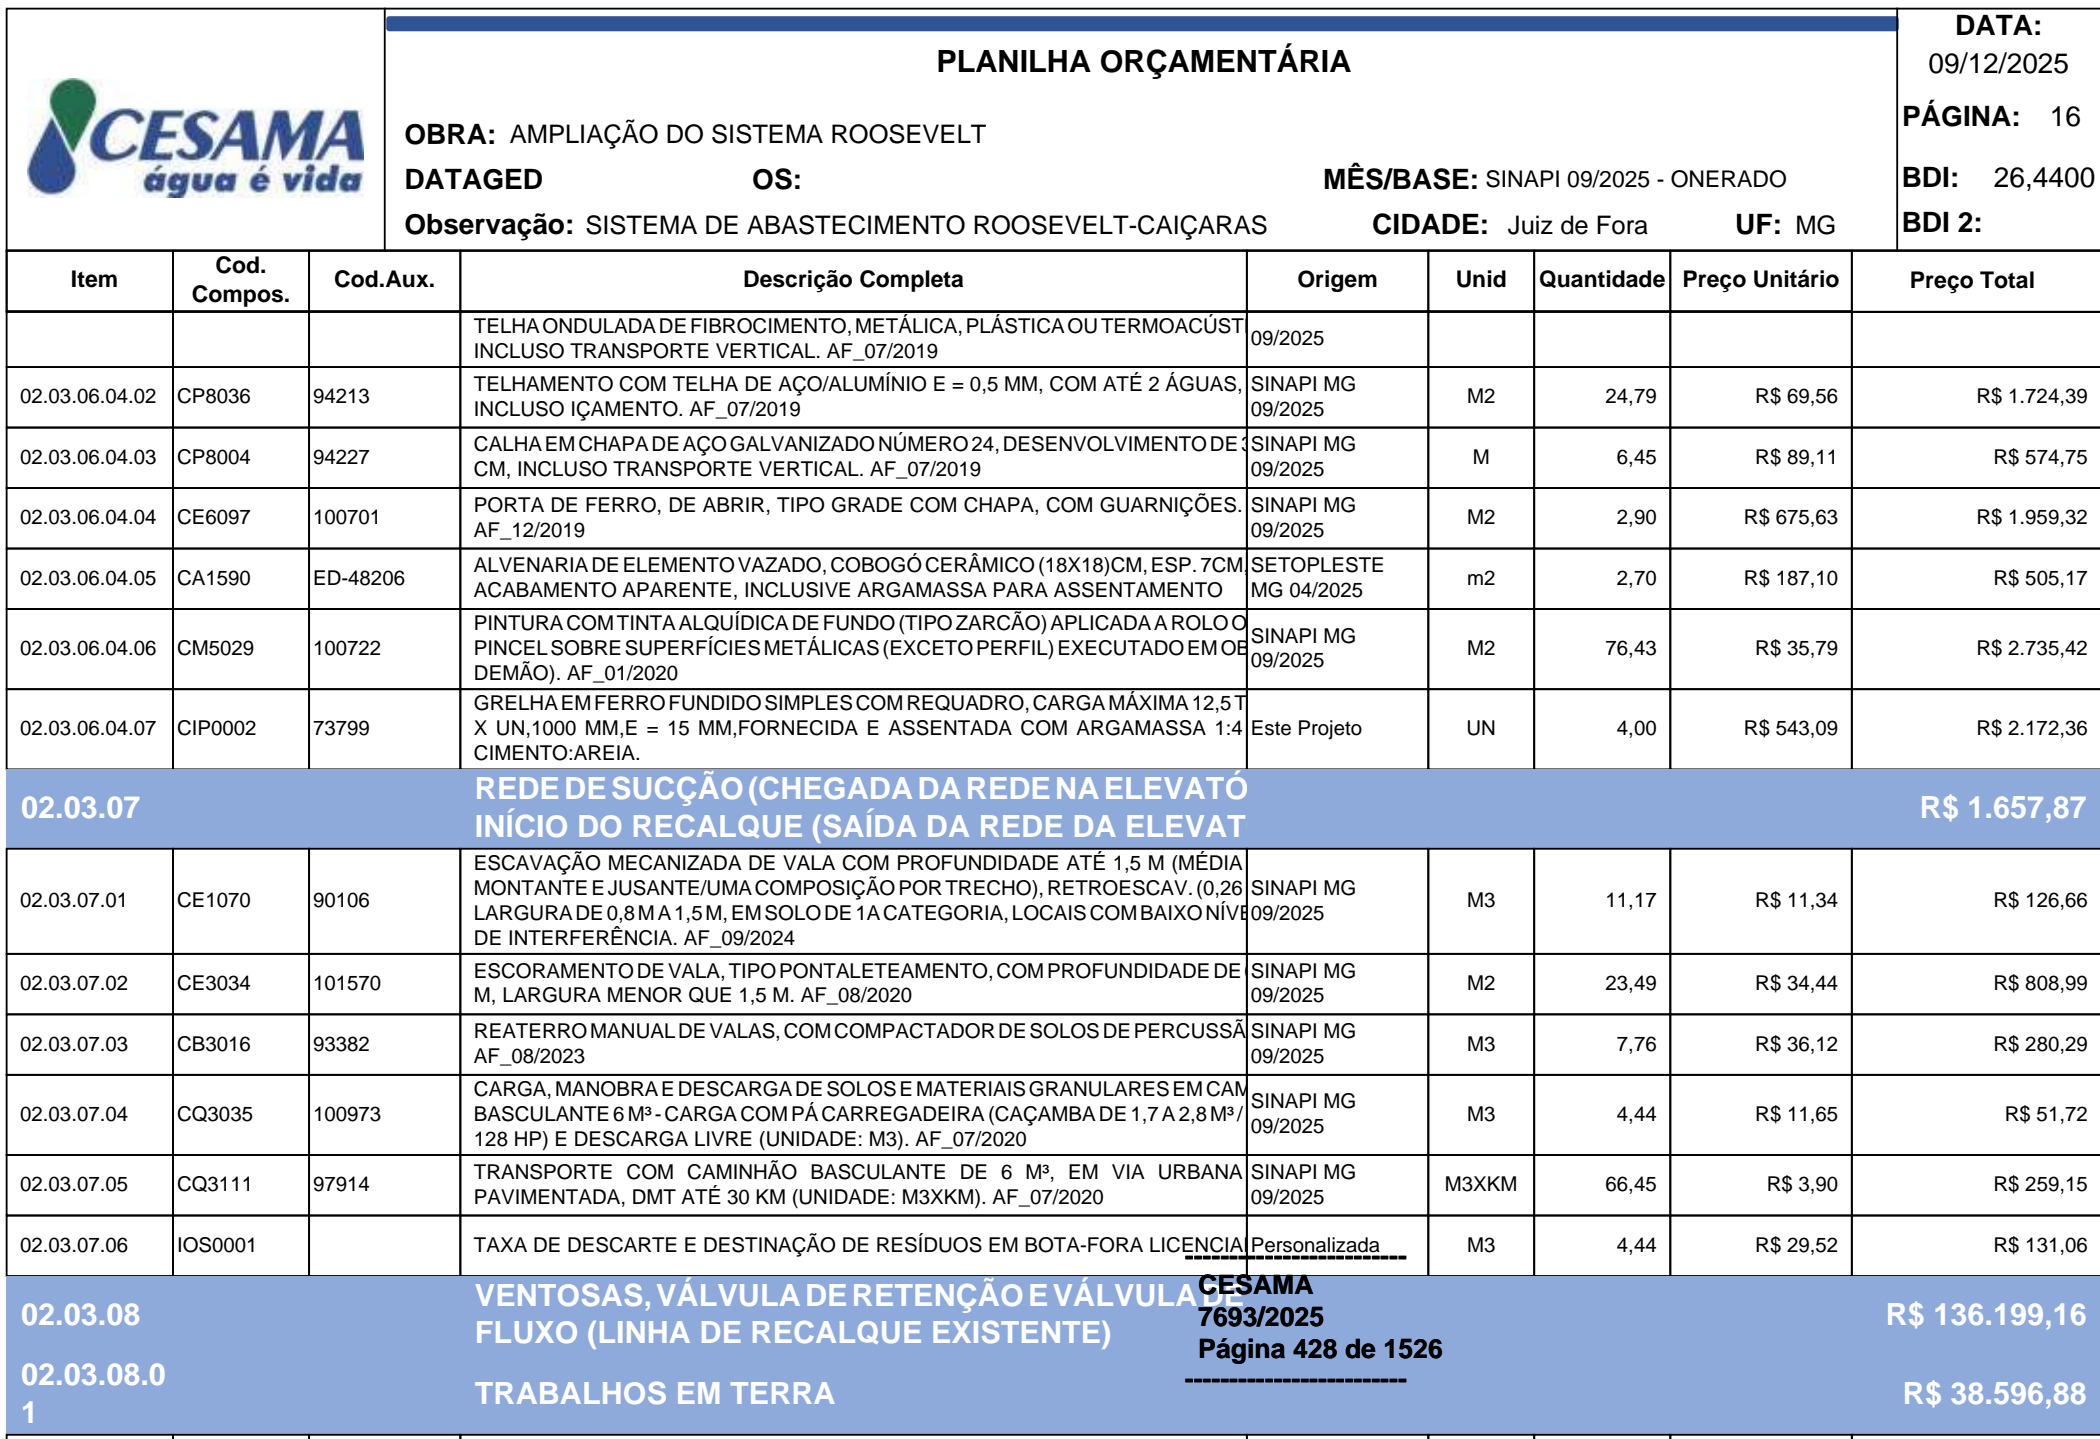 CESAMA
água é vida
PLANILHA ORÇAMENTÁRIA
OBRA: AMPLIAÇÃO DO SISTEMA ROOSEVELT
DATAGED OS: MÊS/BASE: SINAPI 09/2025 - ONERADO
Observação: SISTEMA DE ABASTECIMENTO ROOSEVELT-CAIÇARAS CIDADE: Juiz de Fora UF: MG
DATA:
09/12/2025
PÁGINA: 16
BDI: 26,4400
BDI 2:
Item Cod. Compos. Cod.Aux. Descrição Completa Origem Unid Quantidade Preço Unitário Preço Total
TELHA ONDULADA DE FIBROCIMENTO, METÁLICA, PLÁSTICA OU TERMOACÚST
INCLUSO TRANSPORTE VERTICAL. AF_07/2019
09/2025
02.03.06.04.02 CP8036 94213
TELHAMENTO COM TELHA DE AÇO/ALUMÍNIO E = 0,5 MM, COM ATÉ 2 ÁGUAS,
INCLUSO IÇAMENTO. AF_07/2019
SINAPI MG
09/2025
M2 24,79 R$ 69,56 R$ 1.724,39
02.03.06.04.03 CP8004 94227
CALHA EM CHAPA DE AÇO GALVANIZADO NÚMERO 24, DESENVOLVIMENTO DE
CM, INCLUSO TRANSPORTE VERTICAL. AF_07/2019
SINAPI MG
09/2025
M 6,45 R$ 89,11 R$ 574,75
02.03.06.04.04 CE6097 100701
PORTA DE FERRO, DE ABRIR, TIPO GRADE COM CHAPA, COM GUARNIÇÕES.
AF_12/2019
SINAPI MG
09/2025
M2 2,90 R$ 675,63 R$ 1.959,32
02.03.06.04.05 CA1590 ED-48206
ALVENARIA DE ELEMENTO VAZADO, COBOGÓ CERÂMICO (18X18)CM, ESP. 7CM,
ACABAMENTO APARENTE, INCLUSIVE ARGAMASSA PARA ASSENTAMENTO
SETOPLESTE
MG 04/2025
m2 2,70 R$ 187,10 R$ 505,17
02.03.06.04.06 CM5029 100722
PINTURA COM TINTA ALQUÍDICA DE FUNDO (TIPO ZARCÃO) APLICADA A ROLO O
PINCEL SOBRE SUPERFÍCIES METÁLICAS (EXCETO PERFIL) EXECUTADO EM OB
DEMÃO). AF_01/2020
SINAPI MG
09/2025
M2 76,43 R$ 35,79 R$ 2.735,42
02.03.06.04.07 CIP0002 73799
GRELHA EM FERRO FUNDIDO SIMPLES COM REQUADRO, CARGA MÁXIMA 12,5 T
X UN,1000 MM,E = 15 MM,FORNECIDA E ASSENTADA COM ARGAMASSA 1:4
CIMENTO:AREIA.
Este Projeto
UN 4,00 R$ 543,09 R$ 2.172,36
02.03.07
REDE DE SUCÇÃO (CHEGADA DA REDE NA ELEVATÓ
INÍCIO DO RECALQUE (SAÍDA DA REDE DA ELEVAT
R$ 1.657,87
02.03.07.01 CE1070 90106
ESCAVAÇÃO MECANIZADA DE VALA COM PROFUNDIDADE ATÉ 1,5 M (MÉDIA
MONTANTE E JUSANTE/UMA COMPOSIÇÃO POR TRECHO), RETROESCAV. (0,26
LARGURA DE 0,8 M A 1,5 M, EM SOLO DE 1A CATEGORIA, LOCAIS COM BAIXO NÍVE
DE INTERFERÊNCIA. AF_09/2024
SINAPI MG
09/2025
M3 11,17 R$ 11,34 R$ 126,66
02.03.07.02 CE3034 101570
ESCORAMENTO DE VALA, TIPO PONTALETEAMENTO, COM PROFUNDIDADE DE
M, LARGURA MENOR QUE 1,5 M. AF_08/2020
SINAPI MG
09/2025
M2 23,49 R$ 34,44 R$ 808,99
02.03.07.03 CB3016 93382
REATERRO MANUAL DE VALAS, COM COMPACTADOR DE SOLOS DE PERCUSSÃ
AF_08/2023
SINAPI MG
09/2025
M3 7,76 R$ 36,12 R$ 280,29
02.03.07.04 CQ3035 100973
CARGA, MANOBRA E DESCARGA DE SOLOS E MATERIAIS GRANULARES EM CAM
BASCULANTE 6 M³ - CARGA COM PÁ CARREGADEIRA (CAÇAMBA DE 1,7 A 2,8 M³ /
128 HP) E DESCARGA LIVRE (UNIDADE: M3). AF_07/2020
SINAPI MG
09/2025
M3 4,44 R$ 11,65 R$ 51,72
02.03.07.05 CQ3111 97914
TRANSPORTE COM CAMINHÃO BASCULANTE DE 6 M³, EM VIA URBANA
PAVIMENTADA, DMT ATÉ 30 KM (UNIDADE: M3XKM). AF_07/2020
SINAPI MG
09/2025
M3XKM 66,45 R$ 3,90 R$ 259,15
02.03.07.06 IOS0001
TAXA DE DESCARTE E DESTINAÇÃO DE RESÍDUOS EM BOTA-FORA LICENCIA
Personalizada
M3 4,44 R$ 29,52 R$ 131,06
02.03.08
VENTOSAS, VÁLVULA DE RETENÇÃO E VÁLVULA DE
FLUXO (LINHA DE RECALQUE EXISTENTE)
R$ 136.199,16
-------------------------
CESAMA
7693/2025
Página 428 de 1526
-------------------------
02.03.08.0
1
TRABALHOS EM TERRA
R$ 38.596,88